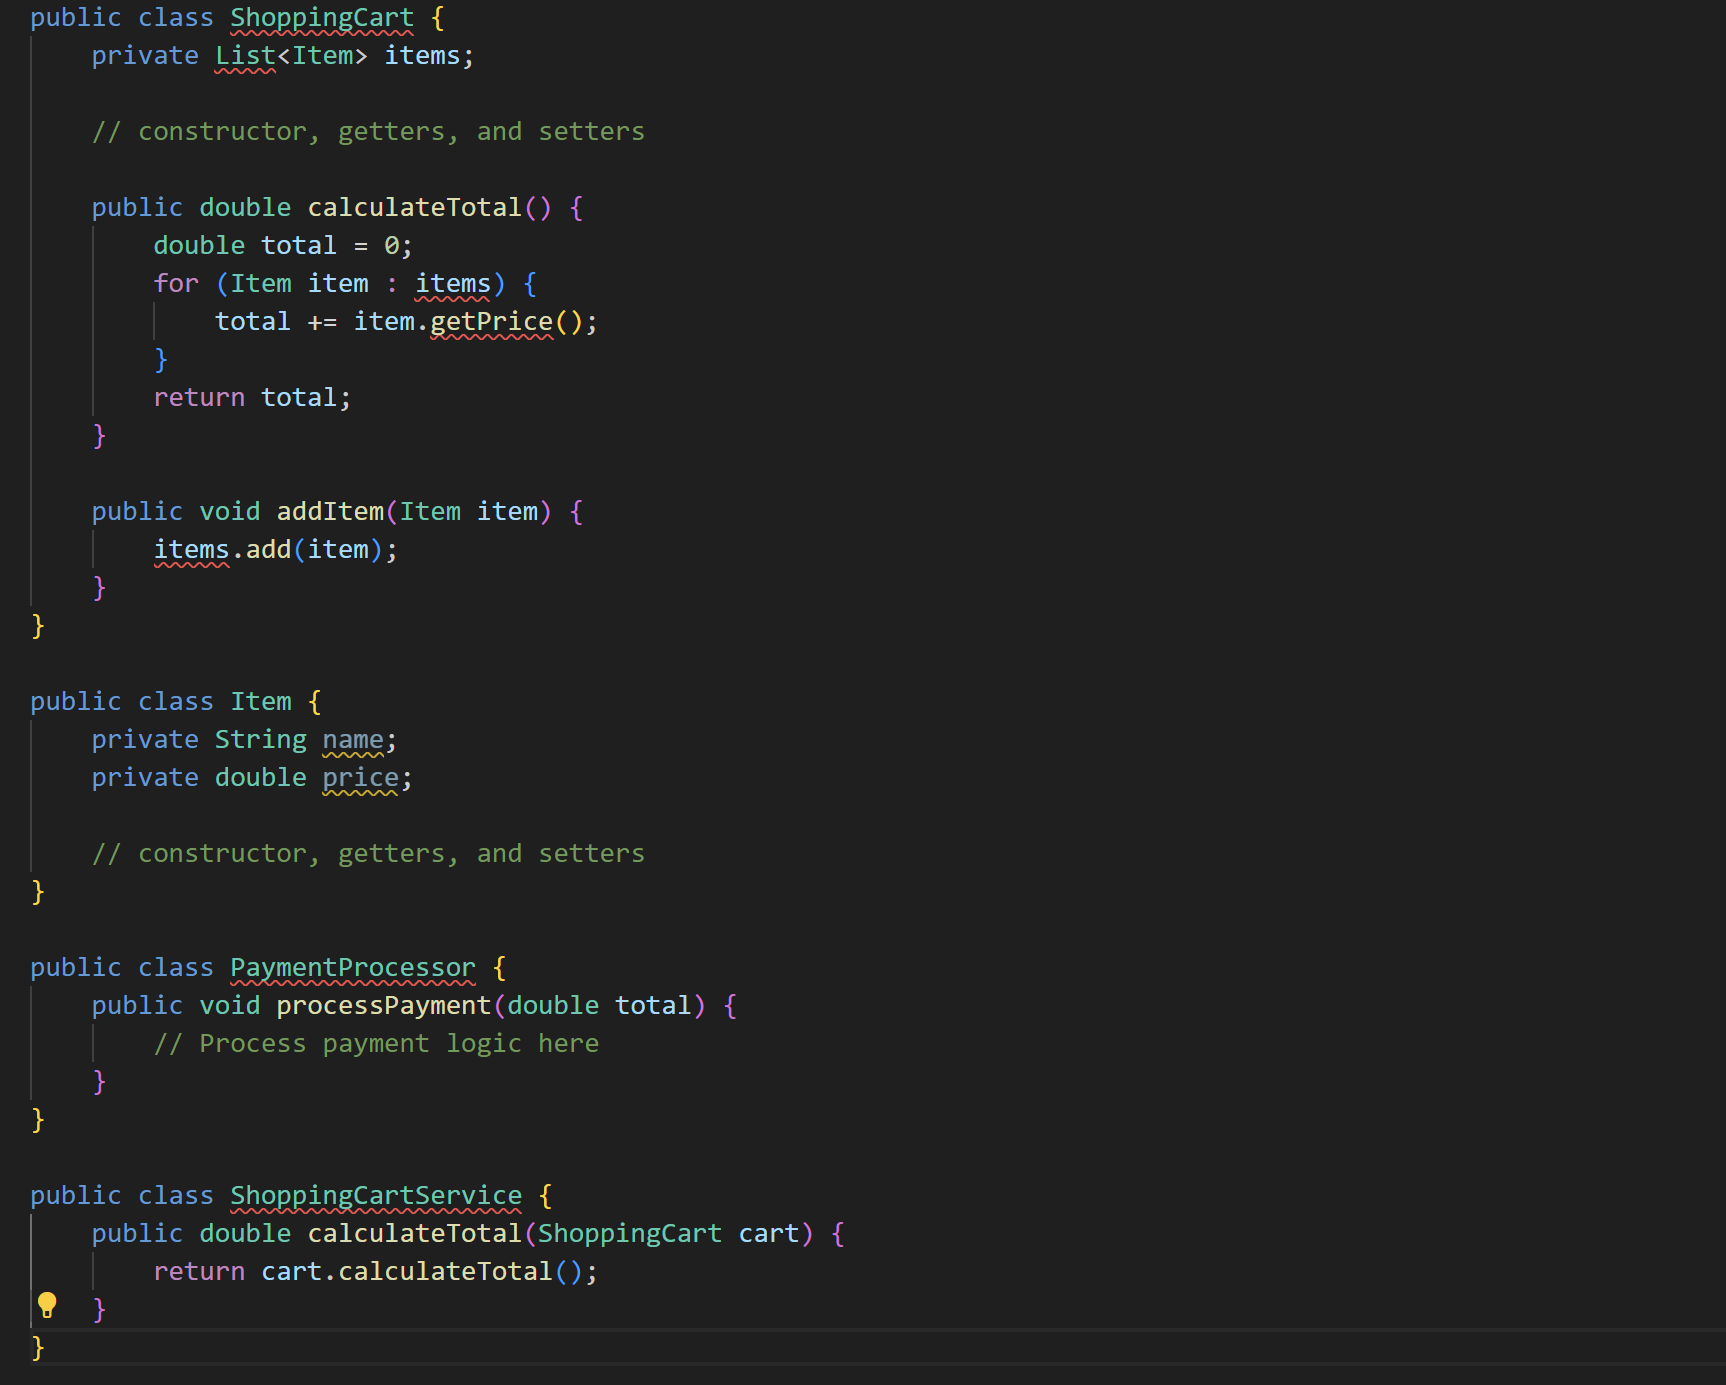 public class ShoppingCart {
    private List<Item> items;

    // constructor, getters, and setters

    public double calculateTotal() {
        double total = 0;
        for (Item item : items) {
            total += item.getPrice();
        }
        return total;
    }

    public void addItem(Item item) {
        items.add(item);
    }
}

public class Item {
    private String name;
    private double price;

    // constructor, getters, and setters
}

public class PaymentProcessor {
    public void processPayment(double total) {
        // Process payment logic here
    }
}

public class ShoppingCartService {
    public double calculateTotal(ShoppingCart cart) {
        return cart.calculateTotal();
    }
}